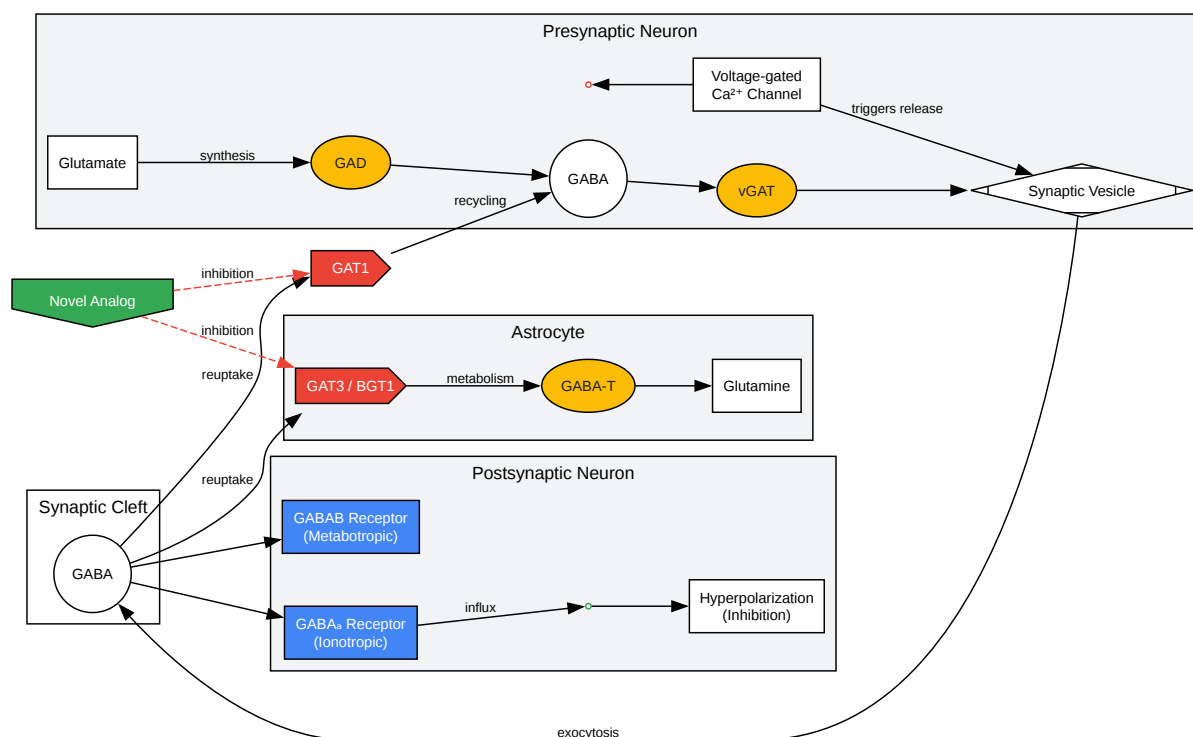 Presynaptic Neuron
Voltage-gated
Ca²⁺ Channel
triggers release
Glutamate
synthesis
GAD
GABA
vGAT
Synaptic Vesicle
recycling
GAT1
inhibition
Novel Analog
inhibition
reuptake
Astrocyte
GAT3 / BGT1
metabolism
GABA-T
Glutamine
reuptake
Postsynaptic Neuron
Synaptic Cleft
GABA
GABAB Receptor
(Metabotropic)
GABAₐ Receptor
(Ionotropic)
influx
Hyperpolarization
(Inhibition)
exocytosis